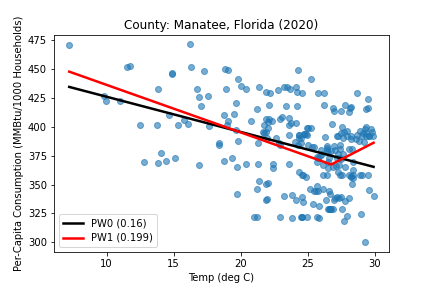 County: Manatee, Florida (2020)
Per-Capita Consumption (MMBtu/1000 Households)
475
450
425
400
375
350
325
300
PW0 (0.16)
PW1 (0.199)
10
15
20
25
30
Temp (deg C)